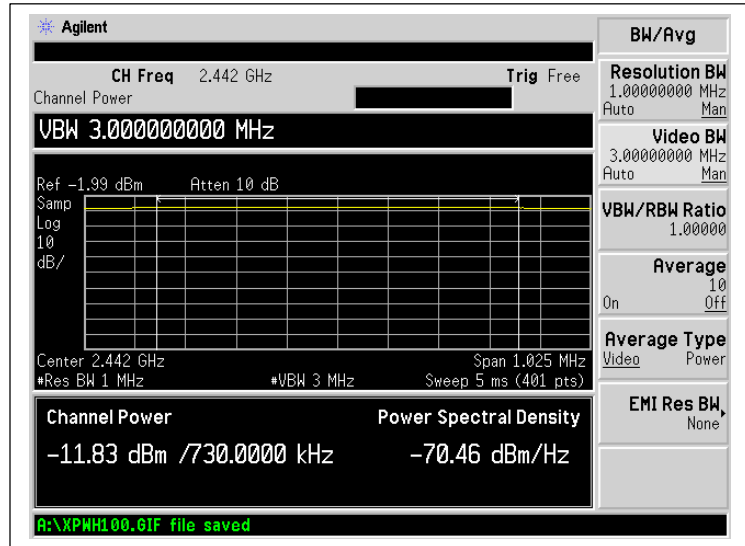 Agilent
BW/Avg
CH Freq 2.442 GHz Trig Free
Channel Power
VBW 3.000000000 MHz
Ref -1.99 dBm Atten 10 dB
Samp
Log
10
dB/
Center 2.442 GHz Span 1.025 MHz
#Res BW 1 MHz #VBW 3 MHz Sweep 5 ms (401 pts)
Channel Power Power Spectral Density
-11.83 dBm /730.0000 kHz -70.46 dBm/Hz
A:\XPWH100.GIF file saved
Resolution BW
1.00000000 MHz
Auto Man
Video BW
3.00000000 MHz
Auto Man
VBW/RBW Ratio
1.00000
Average
10
On Off
Average Type
Video Power
EMI Res BW
None